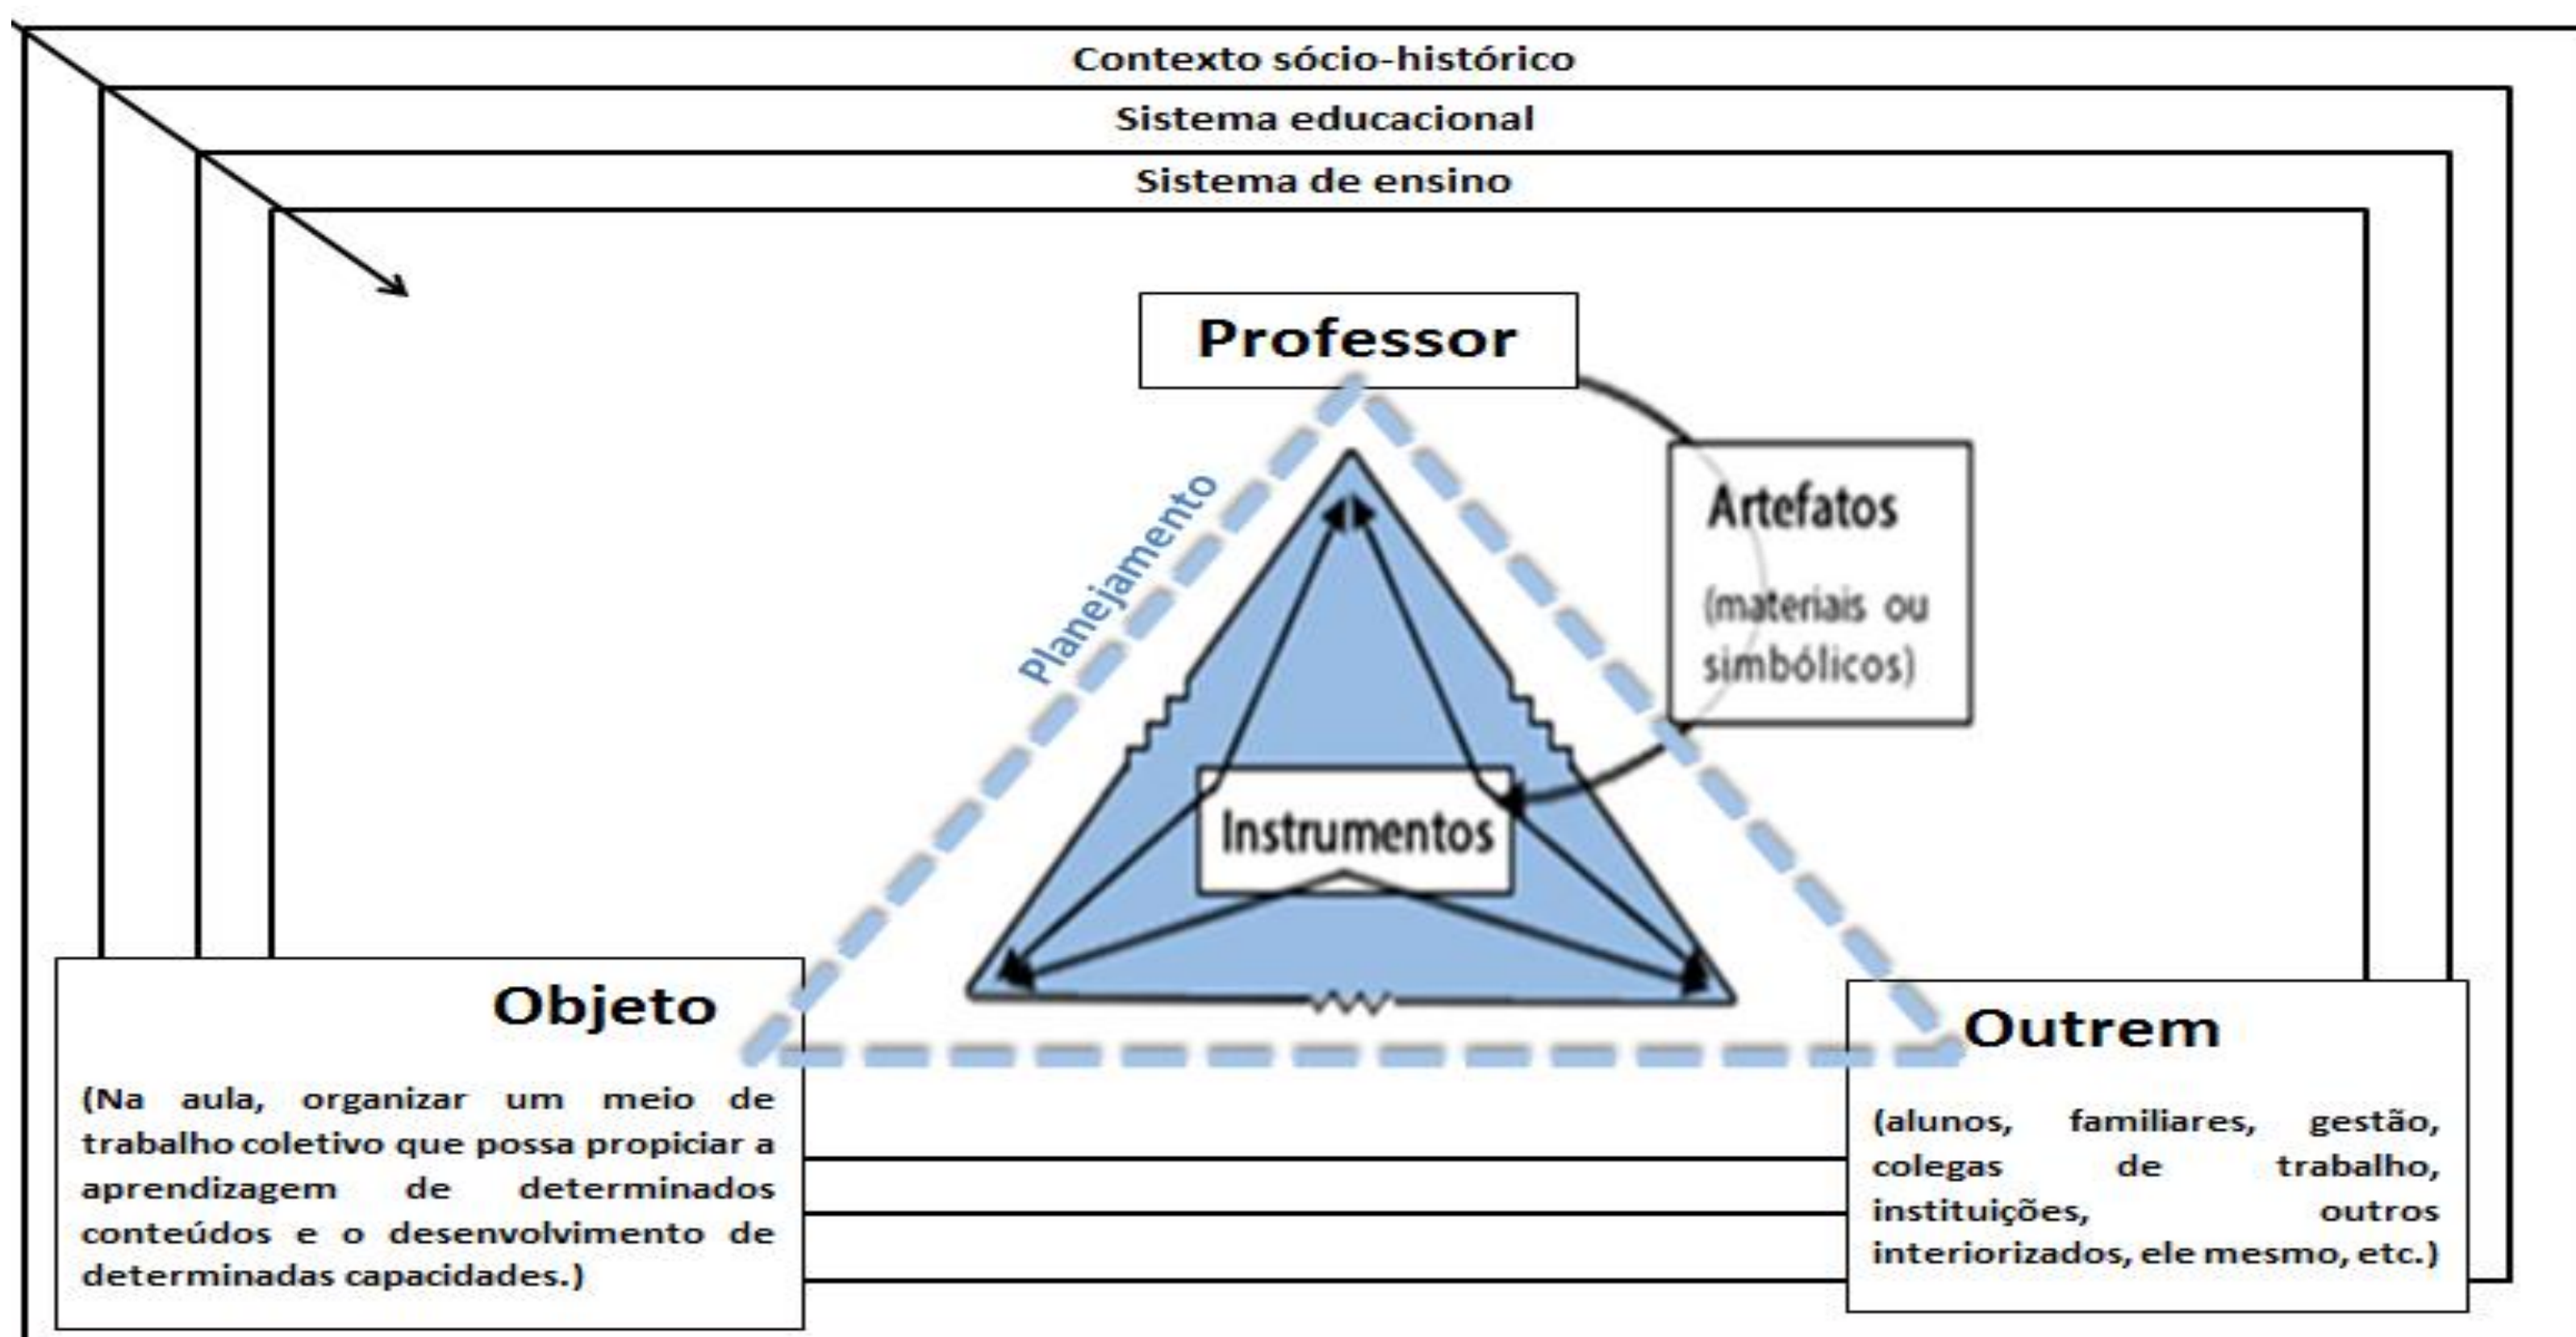 Contexto sócio-histórico
Sistema educacional
Sistema de ensino
Professor
Planejamento
Artefatos
(materiais ou
simbólicos)
Instrumentos
Objeto
(Na aula, organizar um meio de
trabalho coletivo que possa propiciar a
aprendizagem de determinados
conteúdos e o desenvolvimento de
determinadas capacidades.)
Outrem
(alunos, familiares, gestão,
colegas de trabalho,
instituições, outros
interiorizados, ele mesmo, etc.)